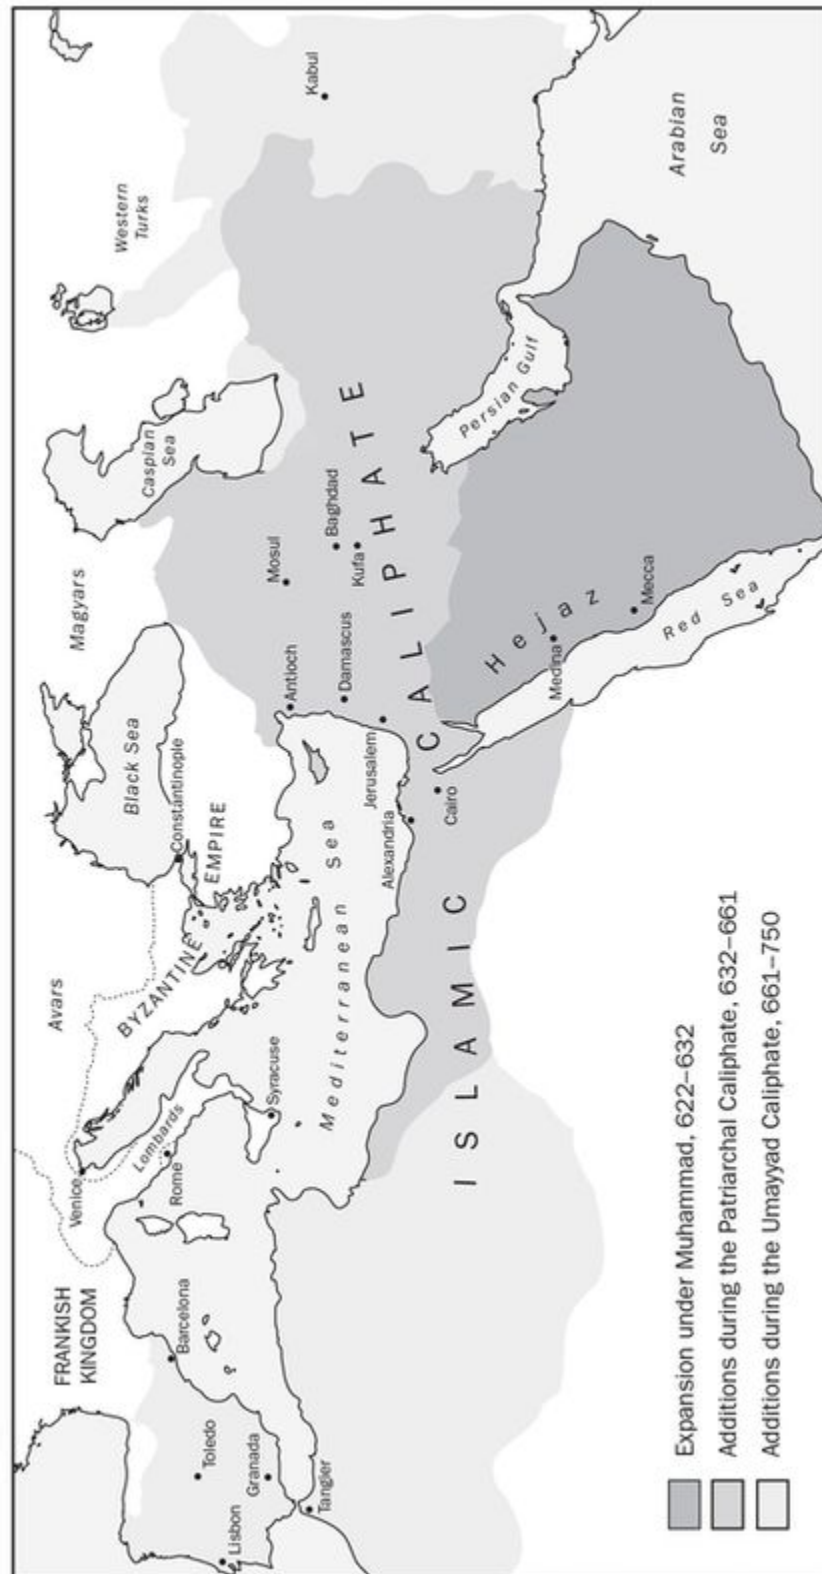 FRANKISH
KINGDOM
Avars
Magyars
Western
Turks
Venice
Lombards
Rome
BYZANTINE
EMPIRE
Black Sea
Constantinople
Caspian
Sea
Barcelona
Toledo
Lisbon
Granada
Tangier
Syracuse
Mediterranean Sea
Antioch
Mosul
Damascus
Baghdad
Kufa
Jerusalem
Alexandria
Cairo
Kabul
ISLAMIC CALIPHATE
Hejaz
Medina
Mecca
Red Sea
Persian Gulf
Arabian
Sea
Expansion under Muhammad, 622–632
Additions during the Patriarchal Caliphate, 632–661
Additions during the Umayyad Caliphate, 661–750